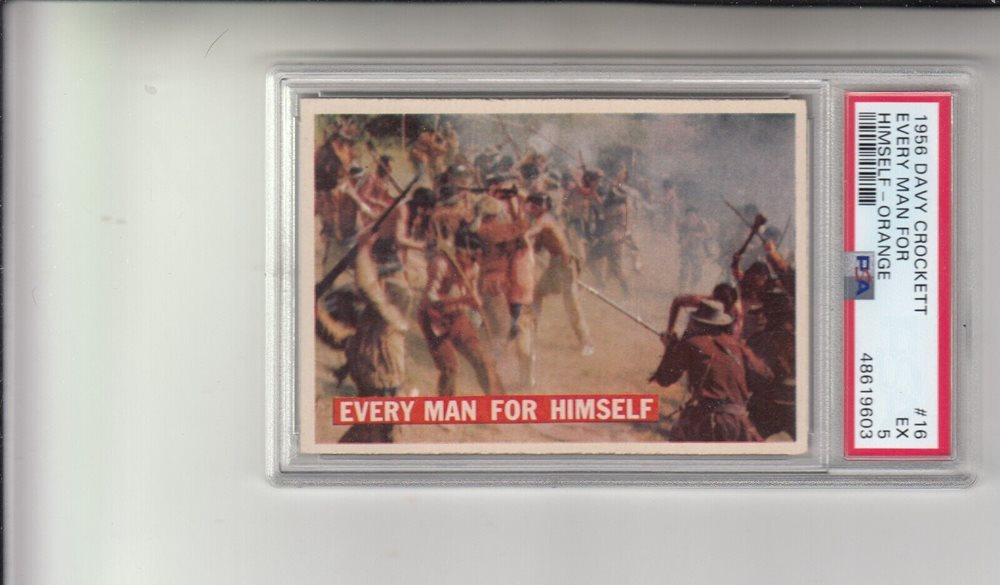 EVERY MAN FOR HIMSELF
1956 DAVY CROCKETT #16
EVERY MAN FOR EX
HIMSELF - ORANGE 5
PSA 48619603